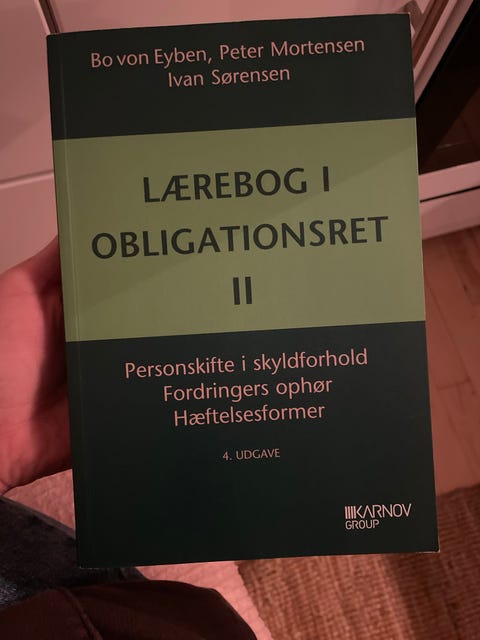 Bo von Eyben, Peter Mortensen
Ivan Sørensen
LÆREBOG I
OBLIGATIONSRET
II
Personskifte i skyldforhold
Fordringers ophør
Hæftelsesformer
4. UDGAVE
KARNOV
GROUP